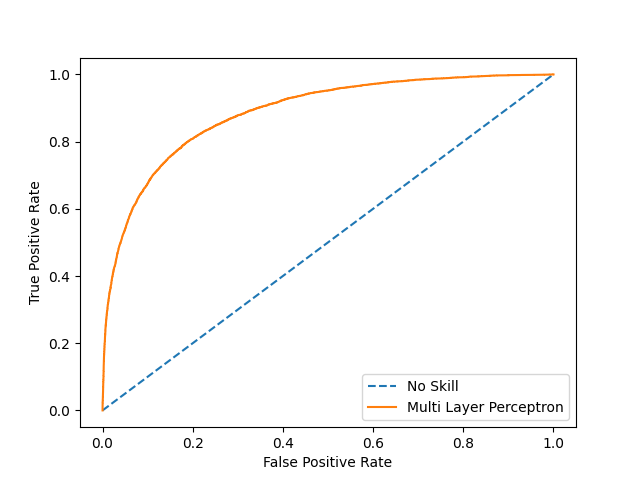 1.0
0.8
0.6
0.4
0.2
0.0
True Positive Rate
No Skill
Multi Layer Perceptron
0.0 0.2 0.4 0.6 0.8 1.0
False Positive Rate